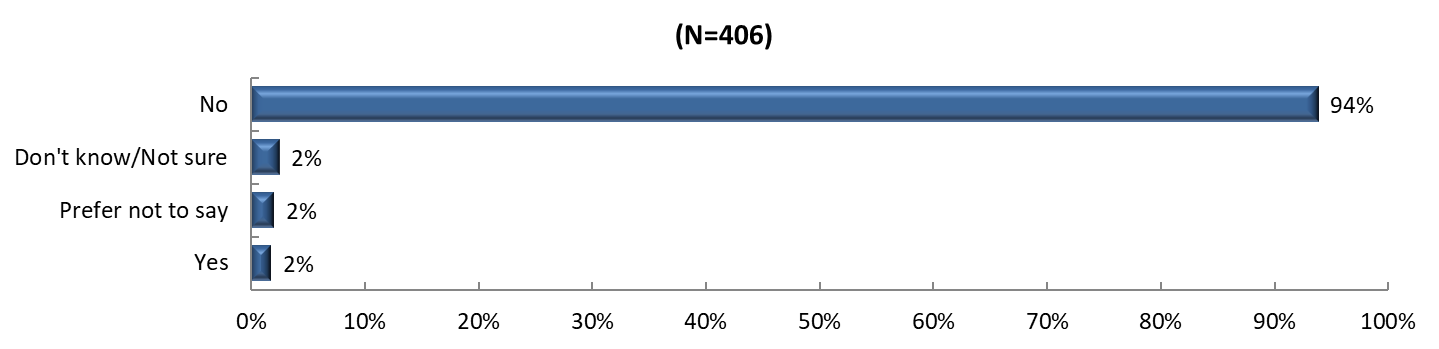 (N=406)
No 94%
Don't know/Not sure 2%
Prefer not to say 2%
Yes 2%
0% 10% 20% 30% 40% 50% 60% 70% 80% 90% 100%